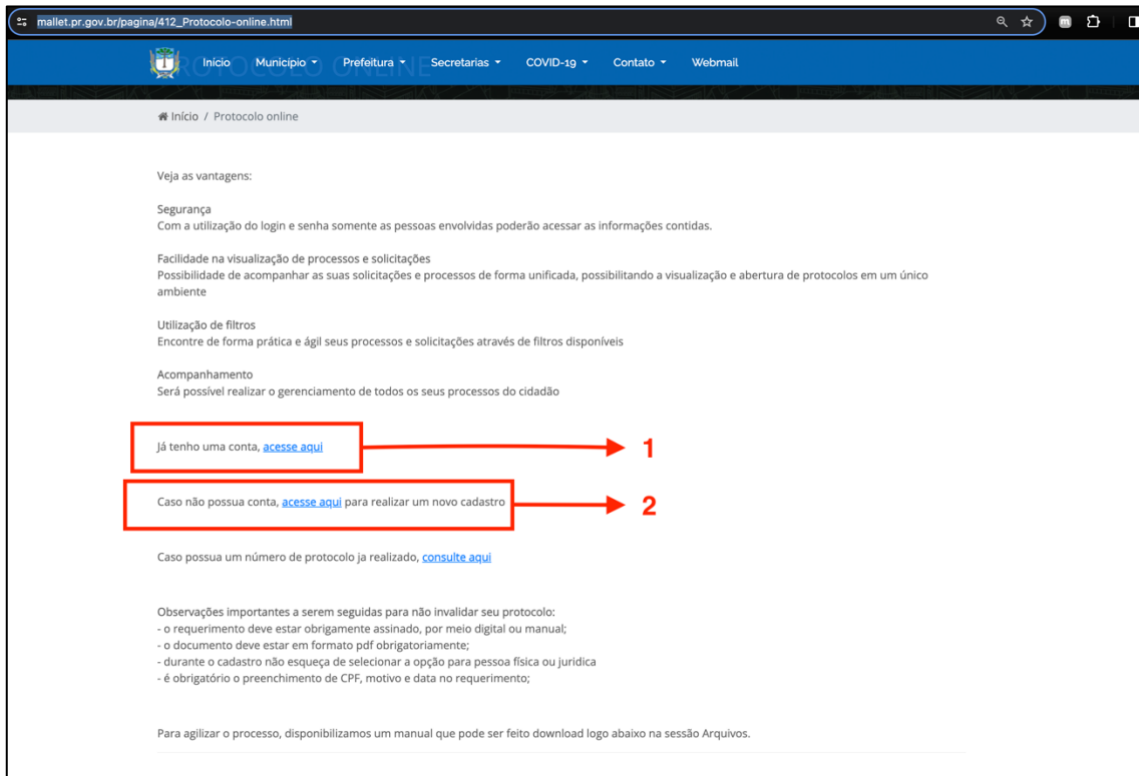 mallet.pr.gov.br/pagina/412_Protocolo-online.html
PROTOCOLO ONLINE
Início Município Prefeitura Secretarias COVID-19 Contato Webmail
Início / Protocolo online
Veja as vantagens:
Segurança
Com a utilização do login e senha somente as pessoas envolvidas poderão acessar as informações contidas.
Facilidade na visualização de processos e solicitações
Possibilidade de acompanhar as suas solicitações e processos de forma unificada, possibilitando a visualização e abertura de protocolos em um único
ambiente
Utilização de filtros
Encontre de forma prática e ágil seus processos e solicitações através de filtros disponíveis
Acompanhamento
Será possível realizar o gerenciamento de todos os seus processos do cidadão
Já tenho uma conta, acesse aqui
1
Caso não possua conta, acesse aqui para realizar um novo cadastro
2
Caso possua um número de protocolo ja realizado, consulte aqui
Observações importantes a serem seguidas para não invalidar seu protocolo:
- o requerimento deve estar obrigamente assinado, por meio digital ou manual;
- o documento deve estar em formato pdf obrigatoriamente;
- durante o cadastro não esqueça de selecionar a opção para pessoa física ou juridica
- é obrigatório o preenchimento de CPF, motivo e data no requerimento;
Para agilizar o processo, disponibilizamos um manual que pode ser feito download logo abaixo na sessão Arquivos.